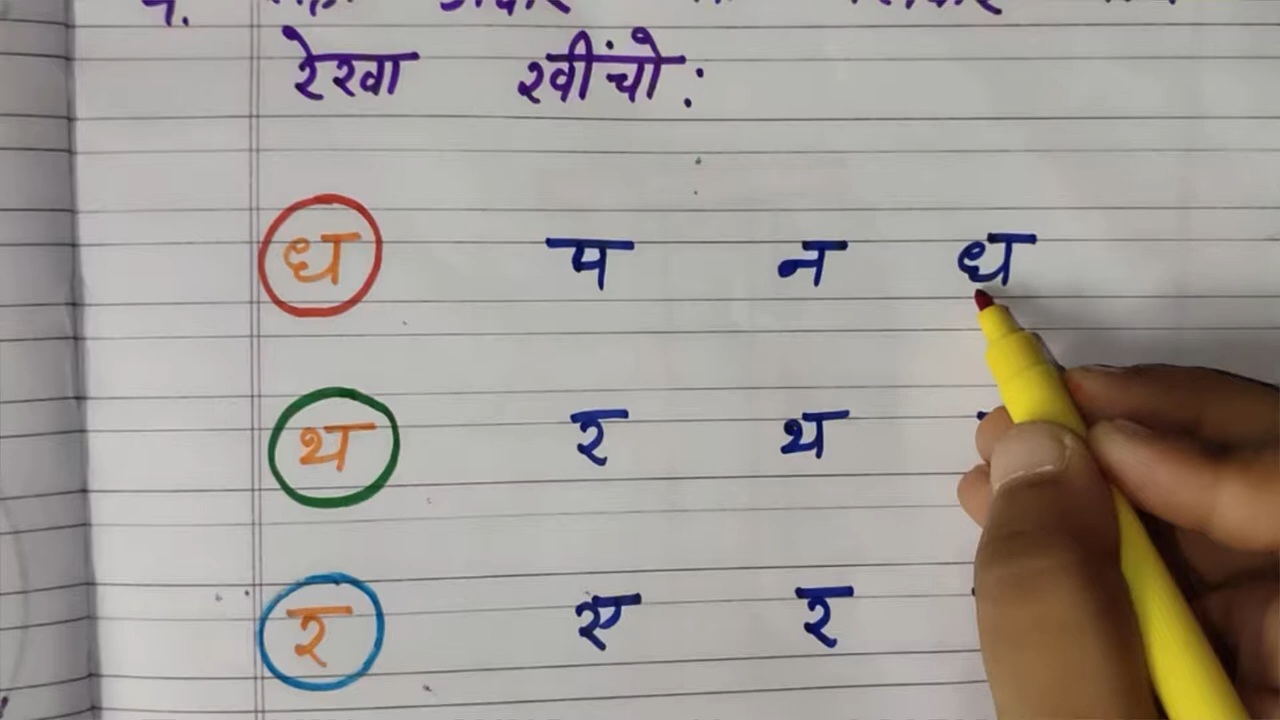 रेखा खींचो:
ध प न ध
थ र थ
र स र